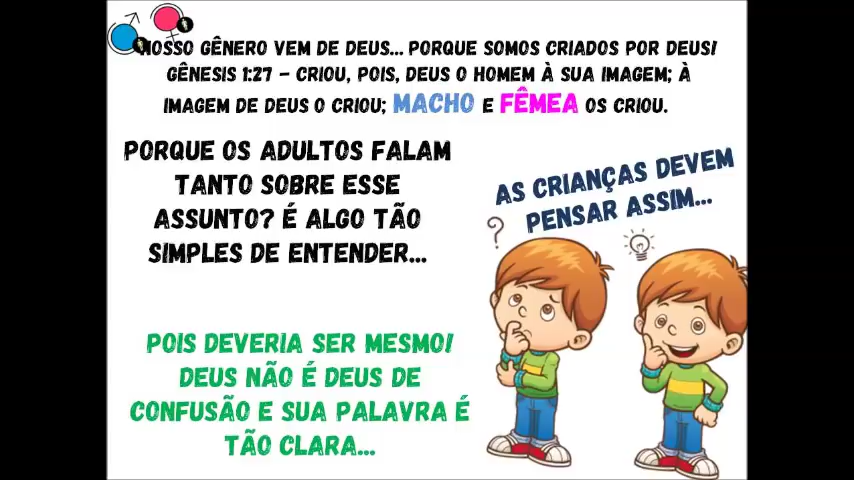 NOSSO GÊNERO VEM DE DEUS... PORQUE SOMOS CRIADOS POR DEUS!
GÊNESIS 1:27 – CRIOU, POIS, DEUS O HOMEM À SUA IMAGEM; À
IMAGEM DE DEUS O CRIOU; MACHO E FÊMEA OS CRIOU.
PORQUE OS ADULTOS FALAM
TANTO SOBRE ESSE
ASSUNTO? É ALGO TÃO
SIMPLES DE ENTENDER...
AS CRIANÇAS DEVEM
PENSAR ASSIM...
?
POIS DEVERIA SER MESMO!
DEUS NÃO É DEUS DE
CONFUSÃO E SUA PALAVRA É
TÃO CLARA...